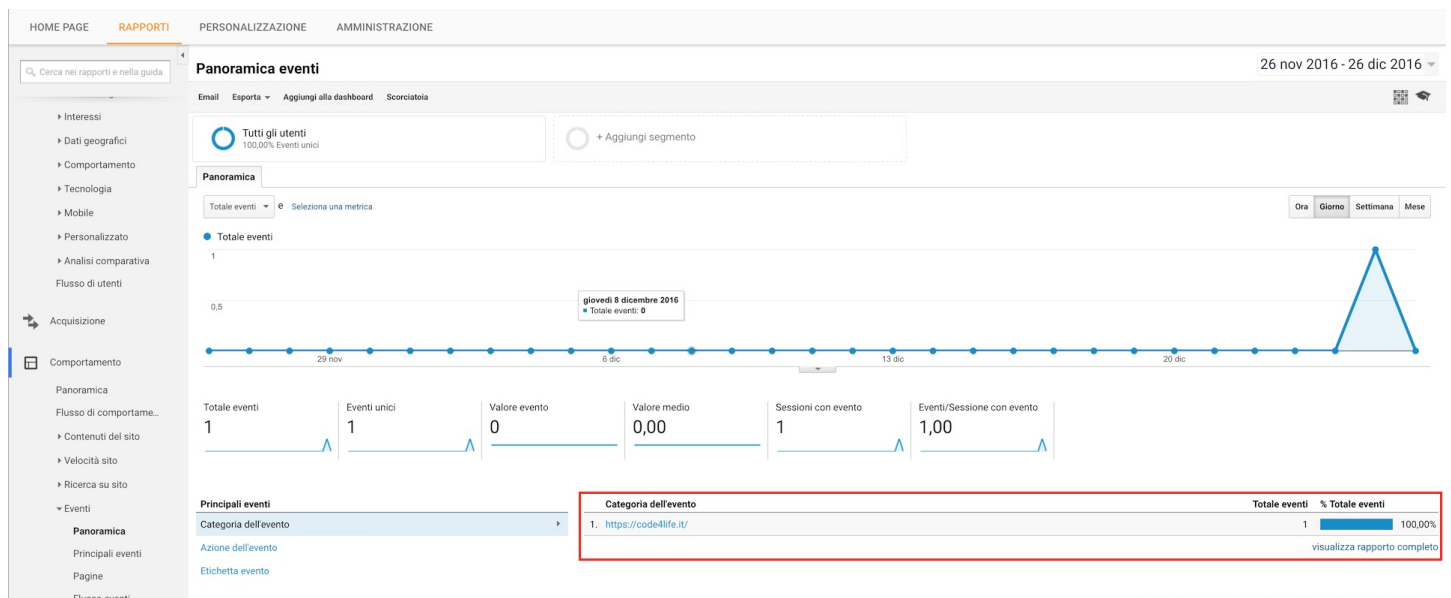 HOME PAGE RAPPORTI PERSONALIZZAZIONE AMMINISTRAZIONE
Cerca nei rapporti e nella guida
Interessi
Dati geografici
Comportamento
Tecnologia
Mobile
Personalizzato
Analisi comparativa
Flusso di utenti
Acquisizione
Comportamento
Panoramica
Flusso di comportame...
Contenuti del sito
Velocità sito
Ricerca su sito
Eventi
Panoramica
Principali eventi
Pagine
Flusso eventi
Panoramica eventi
26 nov 2016 - 26 dic 2016
Email Esporta Aggiungi alla dashboard Scorciatoia
Tutti gli utenti
100,00% Eventi unici
+ Aggiungi segmento
Panoramica
Totale eventi e Seleziona una metrica
Ora Giorno Settimana Mese
Totale eventi
1
0,5
giovedì 8 dicembre 2016
Totale eventi: 0
29 nov 6 dic 13 dic 20 dic
Totale eventi
1
Eventi unici
1
Valore evento
0
Valore medio
0,00
Sessioni con evento
1
Eventi/Sessione con evento
1,00
Principali eventi
Categoria dell'evento
Azione dell'evento
Etichetta evento
Categoria dell'evento Totale eventi % Totale eventi
1. https://code4life.it/ 1 100,00%
visualizza rapporto completo